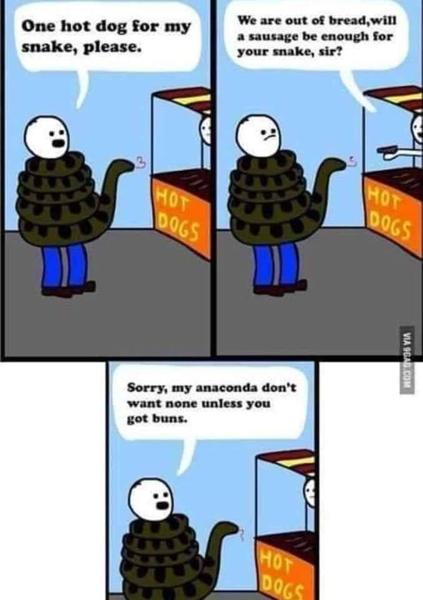 One hot dog for my
snake, please.
HOT
DOGS
We are out of bread,will
a sausage be enough for
your snake, sir?
HOT
DOGS
VIA 9GAG.COM
Sorry, my anaconda don't
want none unless you
got buns.
HOT
DOGS